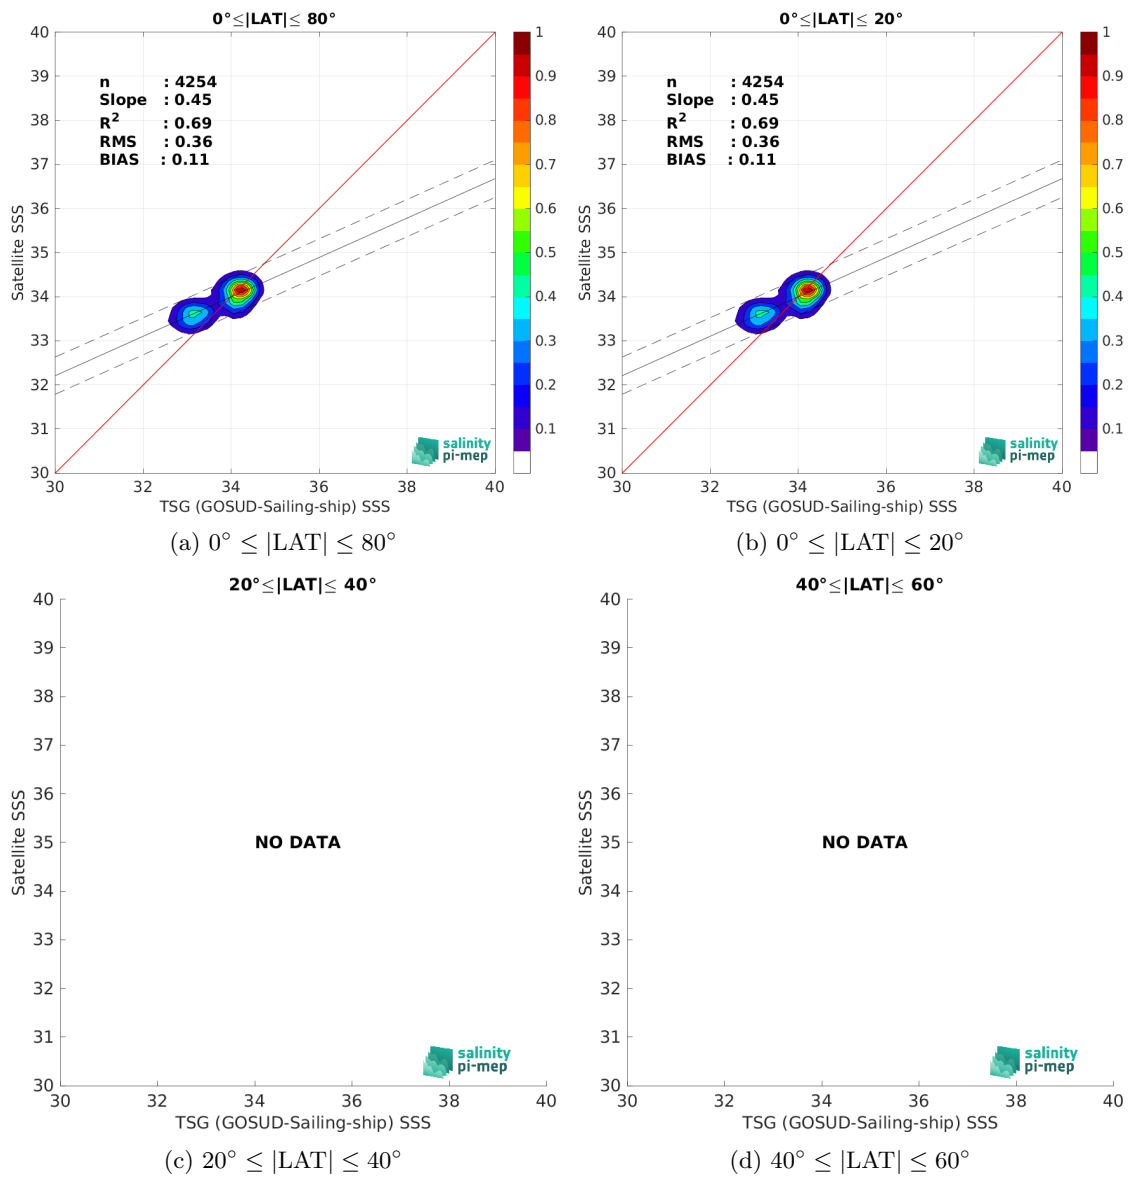 0°≤|LAT|≤ 80°
40
39
38
37
36
35
34
33
32
31
30
Satellite SSS
n : 4254
Slope : 0.45
R² : 0.69
RMS : 0.36
BIAS : 0.11
salinity
pi-mep
30 32 34 36 38 40
TSG (GOSUD-Sailing-ship) SSS
1
0.9
0.8
0.7
0.6
0.5
0.4
0.3
0.2
0.1
(a) 0° ≤ |LAT| ≤ 80°
0°≤|LAT|≤ 20°
40
39
38
37
36
35
34
33
32
31
30
Satellite SSS
n : 4254
Slope : 0.45
R² : 0.69
RMS : 0.36
BIAS : 0.11
salinity
pi-mep
30 32 34 36 38 40
TSG (GOSUD-Sailing-ship) SSS
1
0.9
0.8
0.7
0.6
0.5
0.4
0.3
0.2
0.1
(b) 0° ≤ |LAT| ≤ 20°
20°≤|LAT|≤ 40°
40
39
38
37
36
35
34
33
32
31
30
Satellite SSS
NO DATA
salinity
pi-mep
30 32 34 36 38 40
TSG (GOSUD-Sailing-ship) SSS
(c) 20° ≤ |LAT| ≤ 40°
40°≤|LAT|≤ 60°
40
39
38
37
36
35
34
33
32
31
30
Satellite SSS
NO DATA
salinity
pi-mep
30 32 34 36 38 40
TSG (GOSUD-Sailing-ship) SSS
(d) 40° ≤ |LAT| ≤ 60°